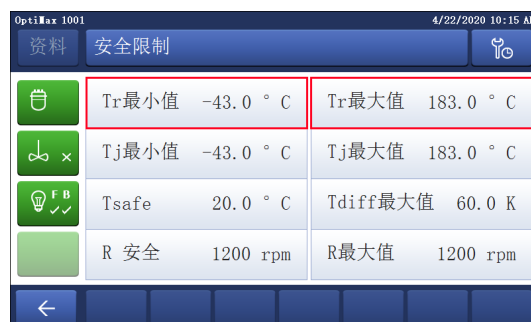 OptiMax 1001 4/22/2020 10:15 A
资料 安全限制
Tr最小值 -43.0 ° C Tr最大值 183.0 ° C
Tj最小值 -43.0 ° C Tj最大值 183.0 ° C
F B
Tsafe 20.0 ° C Tdiff最大值 60.0 K
R 安全 1200 rpm R最大值 1200 rpm